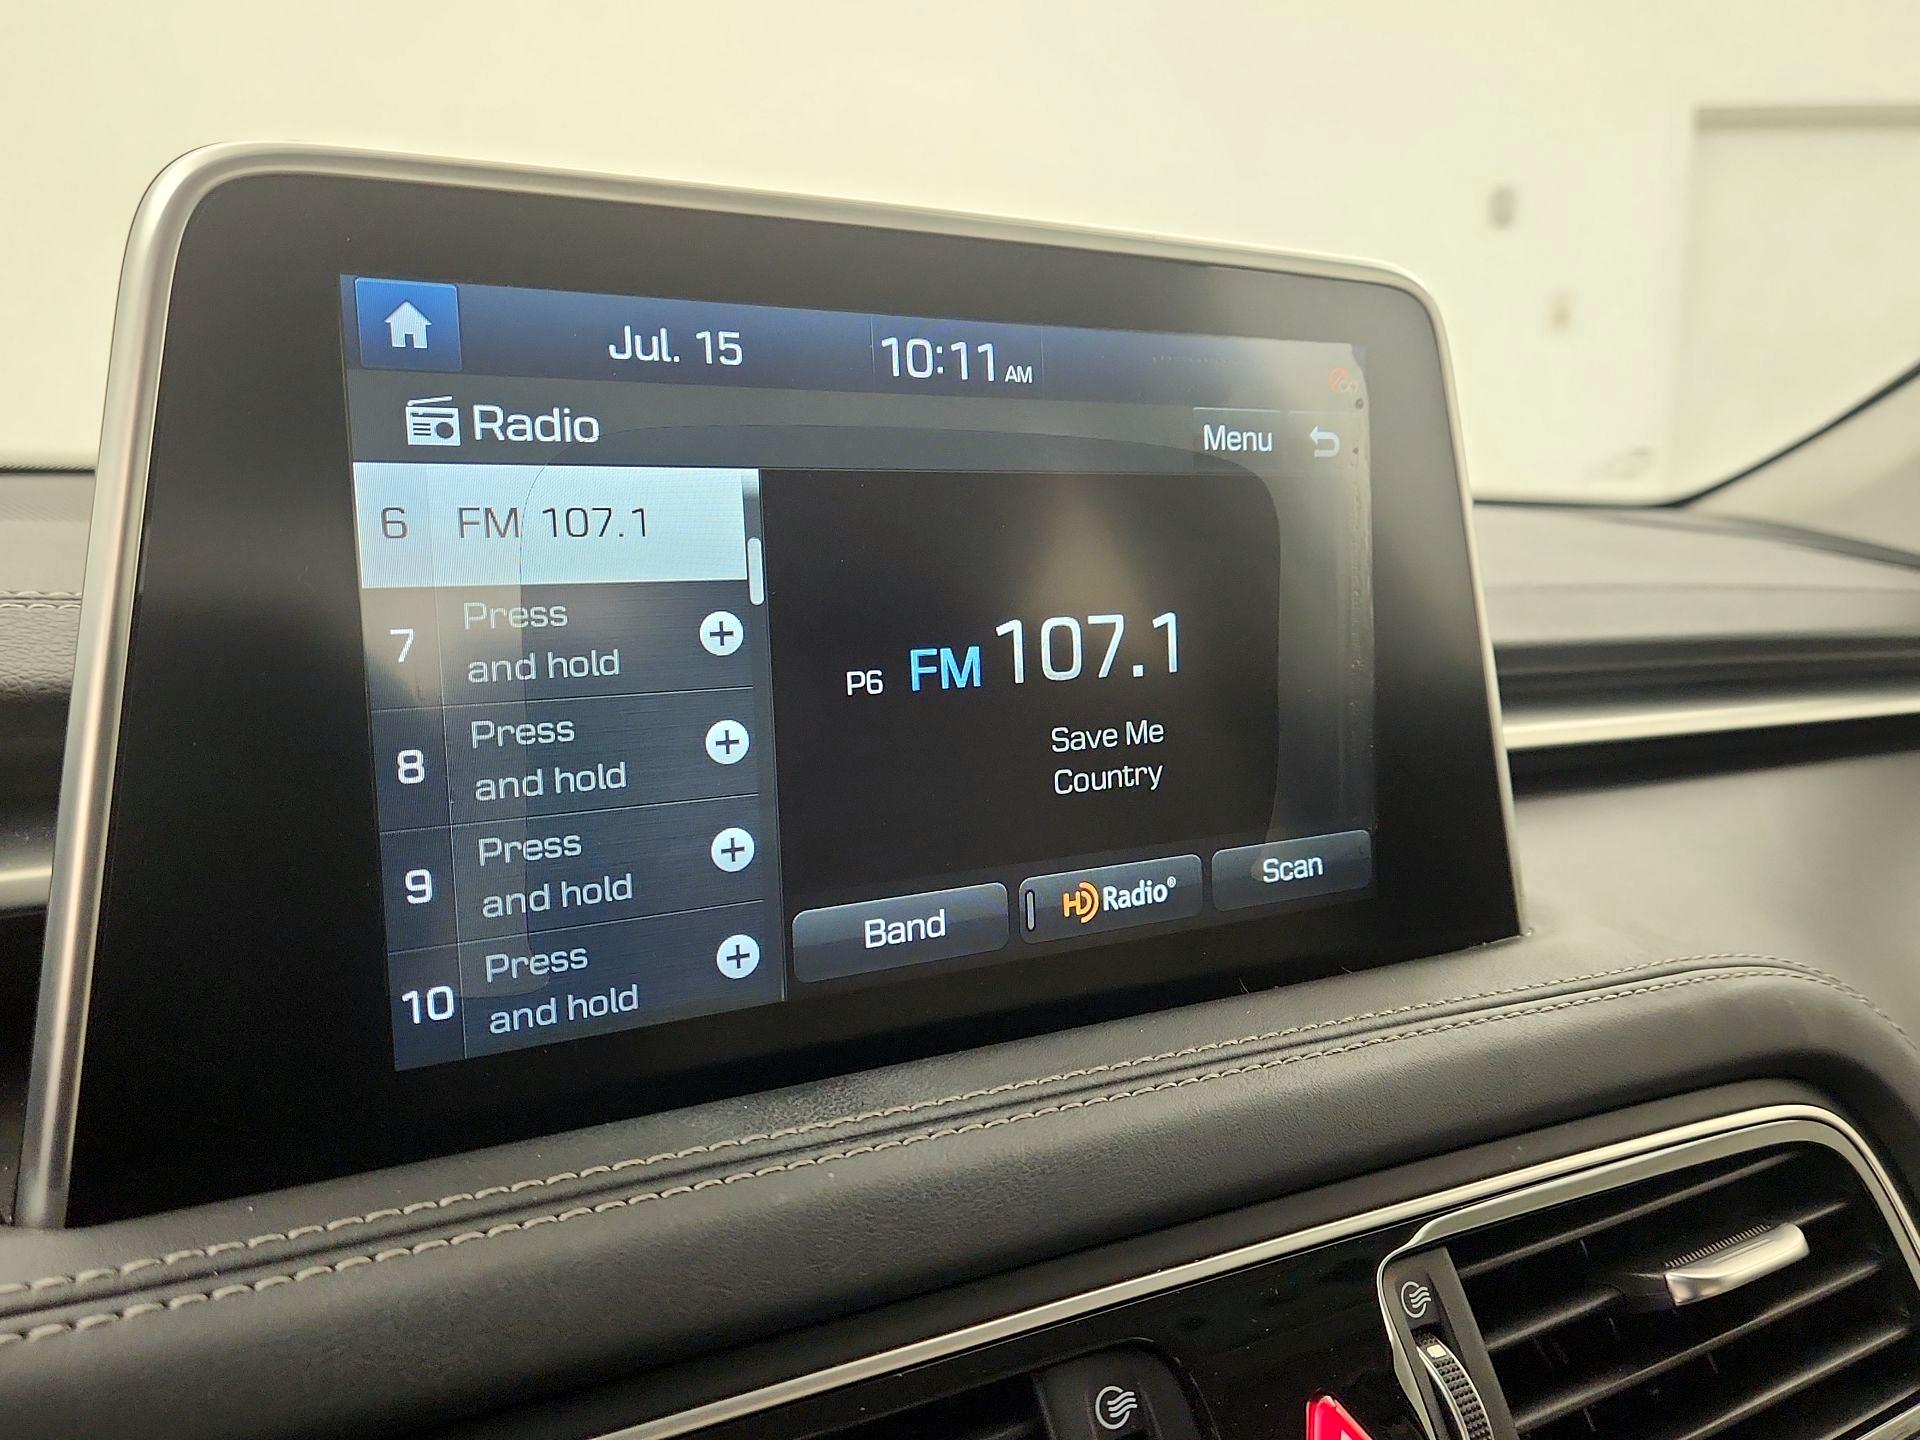 Jul. 15
10:11 AM
Radio
Menu
6 FM 107.1
7 Press
and hold
8 Press
and hold
9 Press
and hold
10 Press
and hold
P6 FM 107.1
Save Me
Country
Band
HD Radio®
Scan